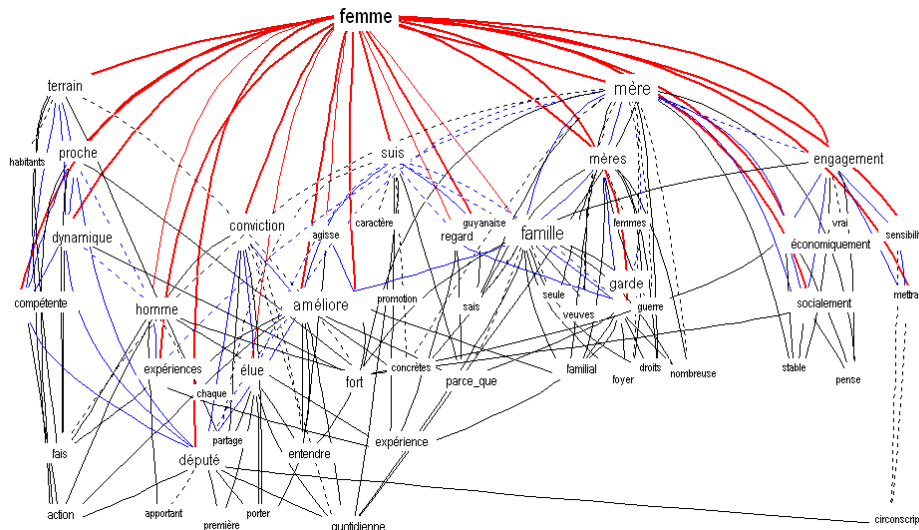 femme
terrain
mère
habitants
proche
suis
mères
engagement
dynamique
conviction
agisse
caractère
regard
guyanaise
famille
femmes
vrai
économiquement
sensibili
compétente
homme
améliore
promotion
sais
seule
veuves
garde
guerre
socialement
mettra
expériences
chaque
élue
fort
concrètes
parce_que
familial
foyer
droits
nombreuse
stable
pense
fais
partage
député
entendre
expérience
action
apportant
première
porter
quotidienne
circonscrip